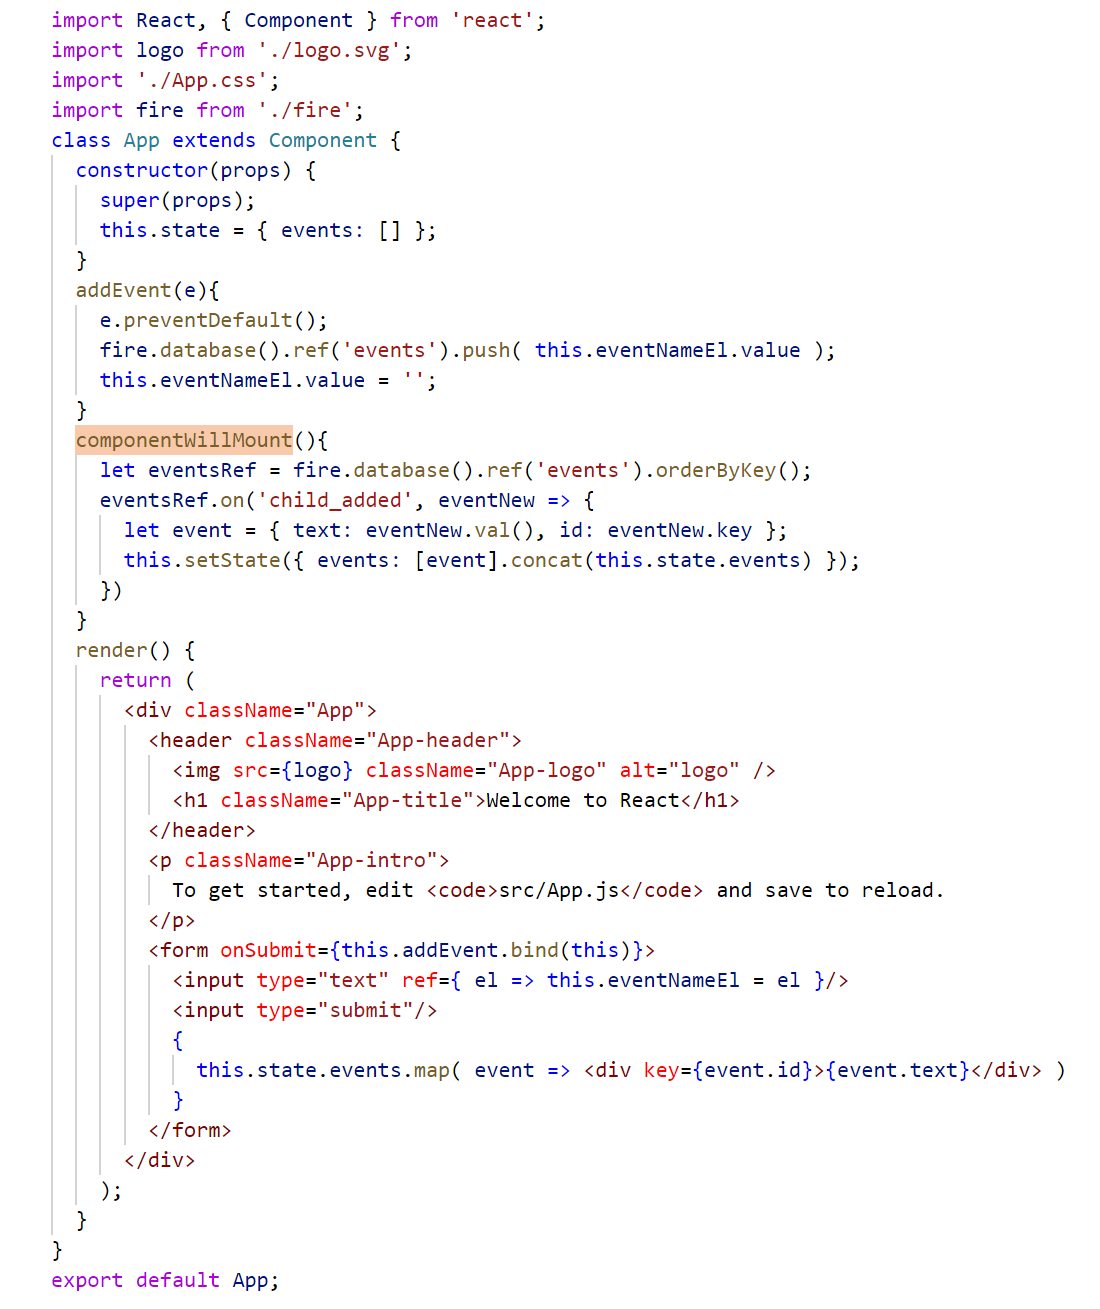 import React, { Component } from 'react';
import logo from './logo.svg';
import './App.css';
import fire from './fire';
class App extends Component {
  constructor(props) {
    super(props);
    this.state = { events: [] };
  }
  addEvent(e){
    e.preventDefault();
    fire.database().ref('events').push( this.eventNameEl.value );
    this.eventNameEl.value = '';
  }
  componentWillMount(){
    let eventsRef = fire.database().ref('events').orderByKey();
    eventsRef.on('child_added', eventNew => {
      let event = { text: eventNew.val(), id: eventNew.key };
      this.setState({ events: [event].concat(this.state.events) });
    })
  }
  render() {
    return (
      <div className="App">
        <header className="App-header">
          <img src={logo} className="App-logo" alt="logo" />
          <h1 className="App-title">Welcome to React</h1>
        </header>
        <p className="App-intro">
          To get started, edit <code>src/App.js</code> and save to reload.
        </p>
        <form onSubmit={this.addEvent.bind(this)}>
          <input type="text" ref={ el => this.eventNameEl = el }/>
          <input type="submit"/>
          {
            this.state.events.map( event => <div key={event.id}>{event.text}</div> )
          }
        </form>
      </div>
    );
  }
}
export default App;